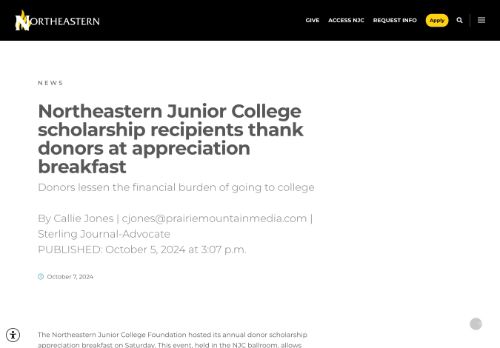 NORTHEASTERN
GIVE ACCESS NJC REQUEST INFO Apply
NEWS
Northeastern Junior College
scholarship recipients thank
donors at appreciation
breakfast
Donors lessen the financial burden of going to college
By Callie Jones | cjones@prairiemountainmedia.com |
Sterling Journal-Advocate
PUBLISHED: October 5, 2024 at 3:07 p.m.
October 7, 2024
The Northeastern Junior College Foundation hosted its annual donor scholarship
appreciation breakfast on Saturday. This event, held in the NJC ballroom, allows